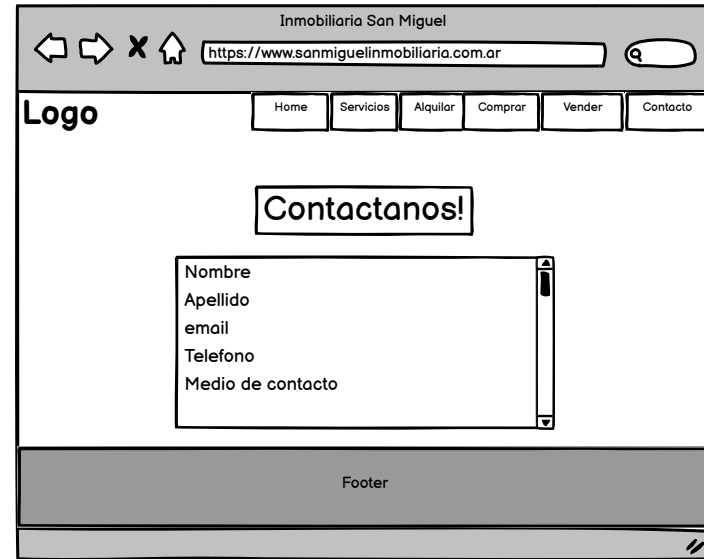 Inmobiliaria San Miguel
https://www.sanmiguelinmobiliaria.com.ar
Logo
Home Servicios Alquilar Comprar Vender Contacto
Contactanos!
Nombre
Apellido
email
Telefono
Medio de contacto
Footer